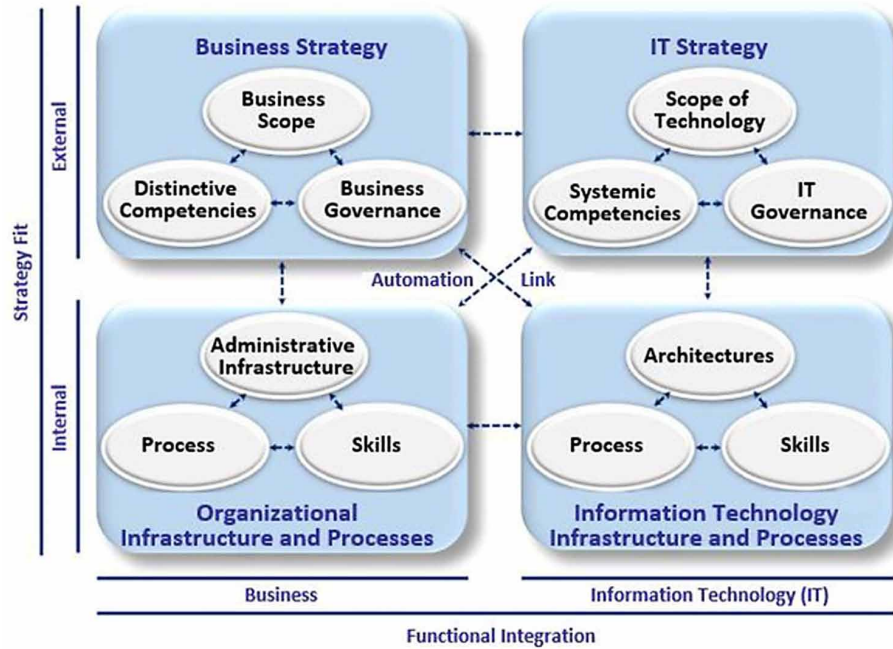 Business Strategy
IT Strategy
Business
Scope
Scope of
Technology
Distinctive
Competencies
Business
Governance
Systemic
Competencies
IT
Governance
External
Strategy Fit
Automation
Link
Internal
Administrative
Infrastructure
Architectures
Process
Skills
Process
Skills
Organizational
Infrastructure and Processes
Information Technology
Infrastructure and Processes
Business
Information Technology (IT)
Functional Integration